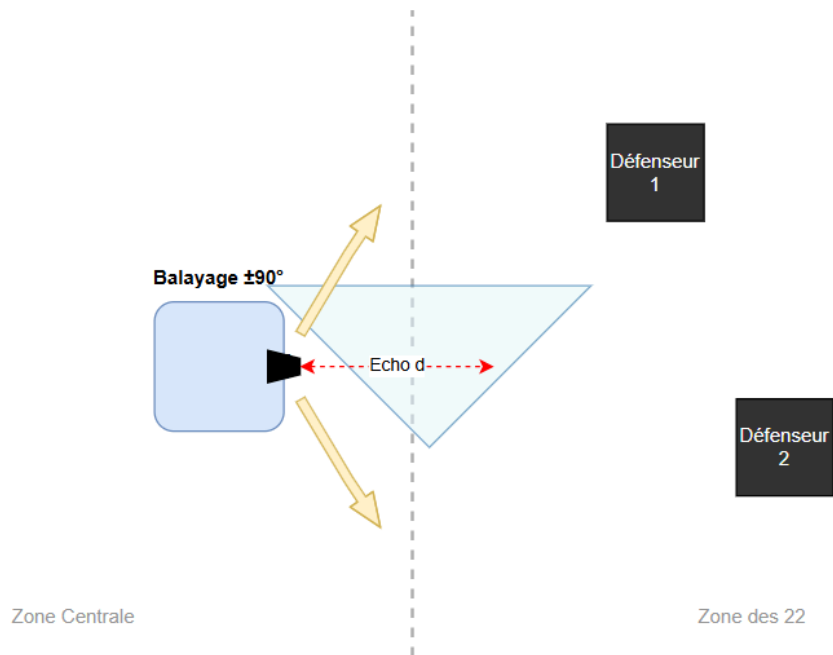 Défenseur
1
Balayage ±90°
Echo d
Défenseur
2
Zone Centrale
Zone des 22